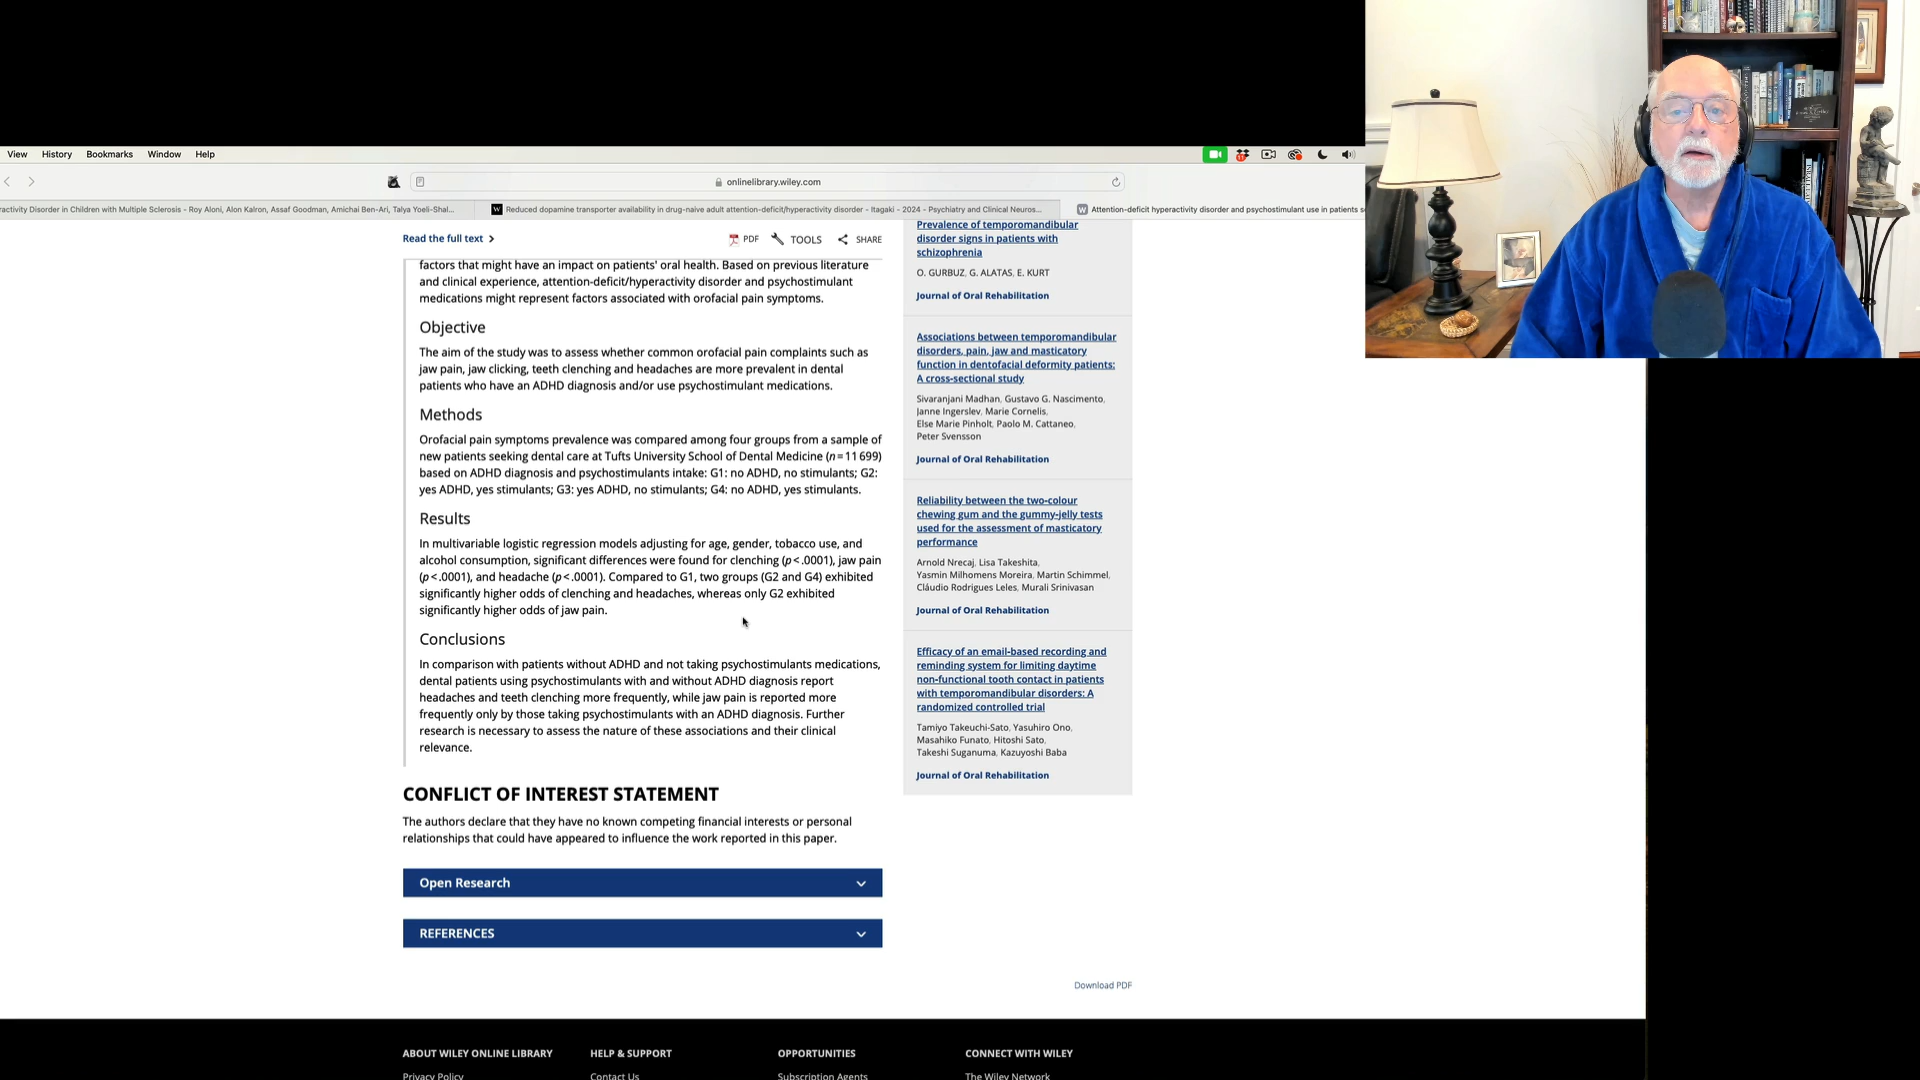 View History Bookmarks Window Help
onlinelibrary.wiley.com
ractivity Disorder in Children with Multiple Sclerosis - Roy Aloni, Alon Kalron, Assaf Goodman, Amichai Ben-Ari, Talya Yoeli-Shal...
W Reduced dopamine transporter availability in drug-naive adult attention-deficit/hyperactivity disorder - Itagaki - 2024 - Psychiatry and Clinical Neuros...
W Attention-deficit hyperactivity disorder and psychostimulant use in patients s
Read the full text
PDF TOOLS SHARE
factors that might have an impact on patients' oral health. Based on previous literature
and clinical experience, attention-deficit/hyperactivity disorder and psychostimulant
medications might represent factors associated with orofacial pain symptoms.
Objective
The aim of the study was to assess whether common orofacial pain complaints such as
jaw pain, jaw clicking, teeth clenching and headaches are more prevalent in dental
patients who have an ADHD diagnosis and/or use psychostimulant medications.
Methods
Orofacial pain symptoms prevalence was compared among four groups from a sample of
new patients seeking dental care at Tufts University School of Dental Medicine (n = 11 699)
based on ADHD diagnosis and psychostimulants intake: G1: no ADHD, no stimulants; G2:
yes ADHD, yes stimulants; G3: yes ADHD, no stimulants; G4: no ADHD, yes stimulants.
Results
In multivariable logistic regression models adjusting for age, gender, tobacco use, and
alcohol consumption, significant differences were found for clenching (p < .0001), jaw pain
(p < .0001), and headache (p < .0001). Compared to G1, two groups (G2 and G4) exhibited
significantly higher odds of clenching and headaches, whereas only G2 exhibited
significantly higher odds of jaw pain.
Conclusions
In comparison with patients without ADHD and not taking psychostimulants medications,
dental patients using psychostimulants with and without ADHD diagnosis report
headaches and teeth clenching more frequently, while jaw pain is reported more
frequently only by those taking psychostimulants with an ADHD diagnosis. Further
research is necessary to assess the nature of these associations and their clinical
relevance.
CONFLICT OF INTEREST STATEMENT
The authors declare that they have no known competing financial interests or personal
relationships that could have appeared to influence the work reported in this paper.
Open Research
REFERENCES
Prevalence of temporomandibular
disorder signs in patients with
schizophrenia
O. GURBUZ, G. ALATAS, E. KURT
Journal of Oral Rehabilitation
Associations between temporomandibular
disorders, pain, jaw and masticatory
function in dentofacial deformity patients:
A cross-sectional study
Sivaranjani Madhan, Gustavo G. Nascimento,
Janne Ingerslev, Marie Cornelis,
Else Marie Pinholt, Paolo M. Cattaneo,
Peter Svensson
Journal of Oral Rehabilitation
Reliability between the two-colour
chewing gum and the gummy-jelly tests
used for the assessment of masticatory
performance
Arnold Nrecaj, Lisa Takeshita,
Yasmin Milhomens Moreira, Martin Schimmel,
Cláudio Rodrigues Leles, Murali Srinivasan
Journal of Oral Rehabilitation
Efficacy of an email-based recording and
reminding system for limiting daytime
non-functional tooth contact in patients
with temporomandibular disorders: A
randomized controlled trial
Tamiyo Takeuchi-Sato, Yasuhiro Ono,
Masahiko Funato, Hitoshi Sato,
Takeshi Suganuma, Kazuyoshi Baba
Journal of Oral Rehabilitation
Download PDF
ABOUT WILEY ONLINE LIBRARY HELP & SUPPORT OPPORTUNITIES CONNECT WITH WILEY
Privacy Policy Contact Us Subscription Agents The Wiley Network